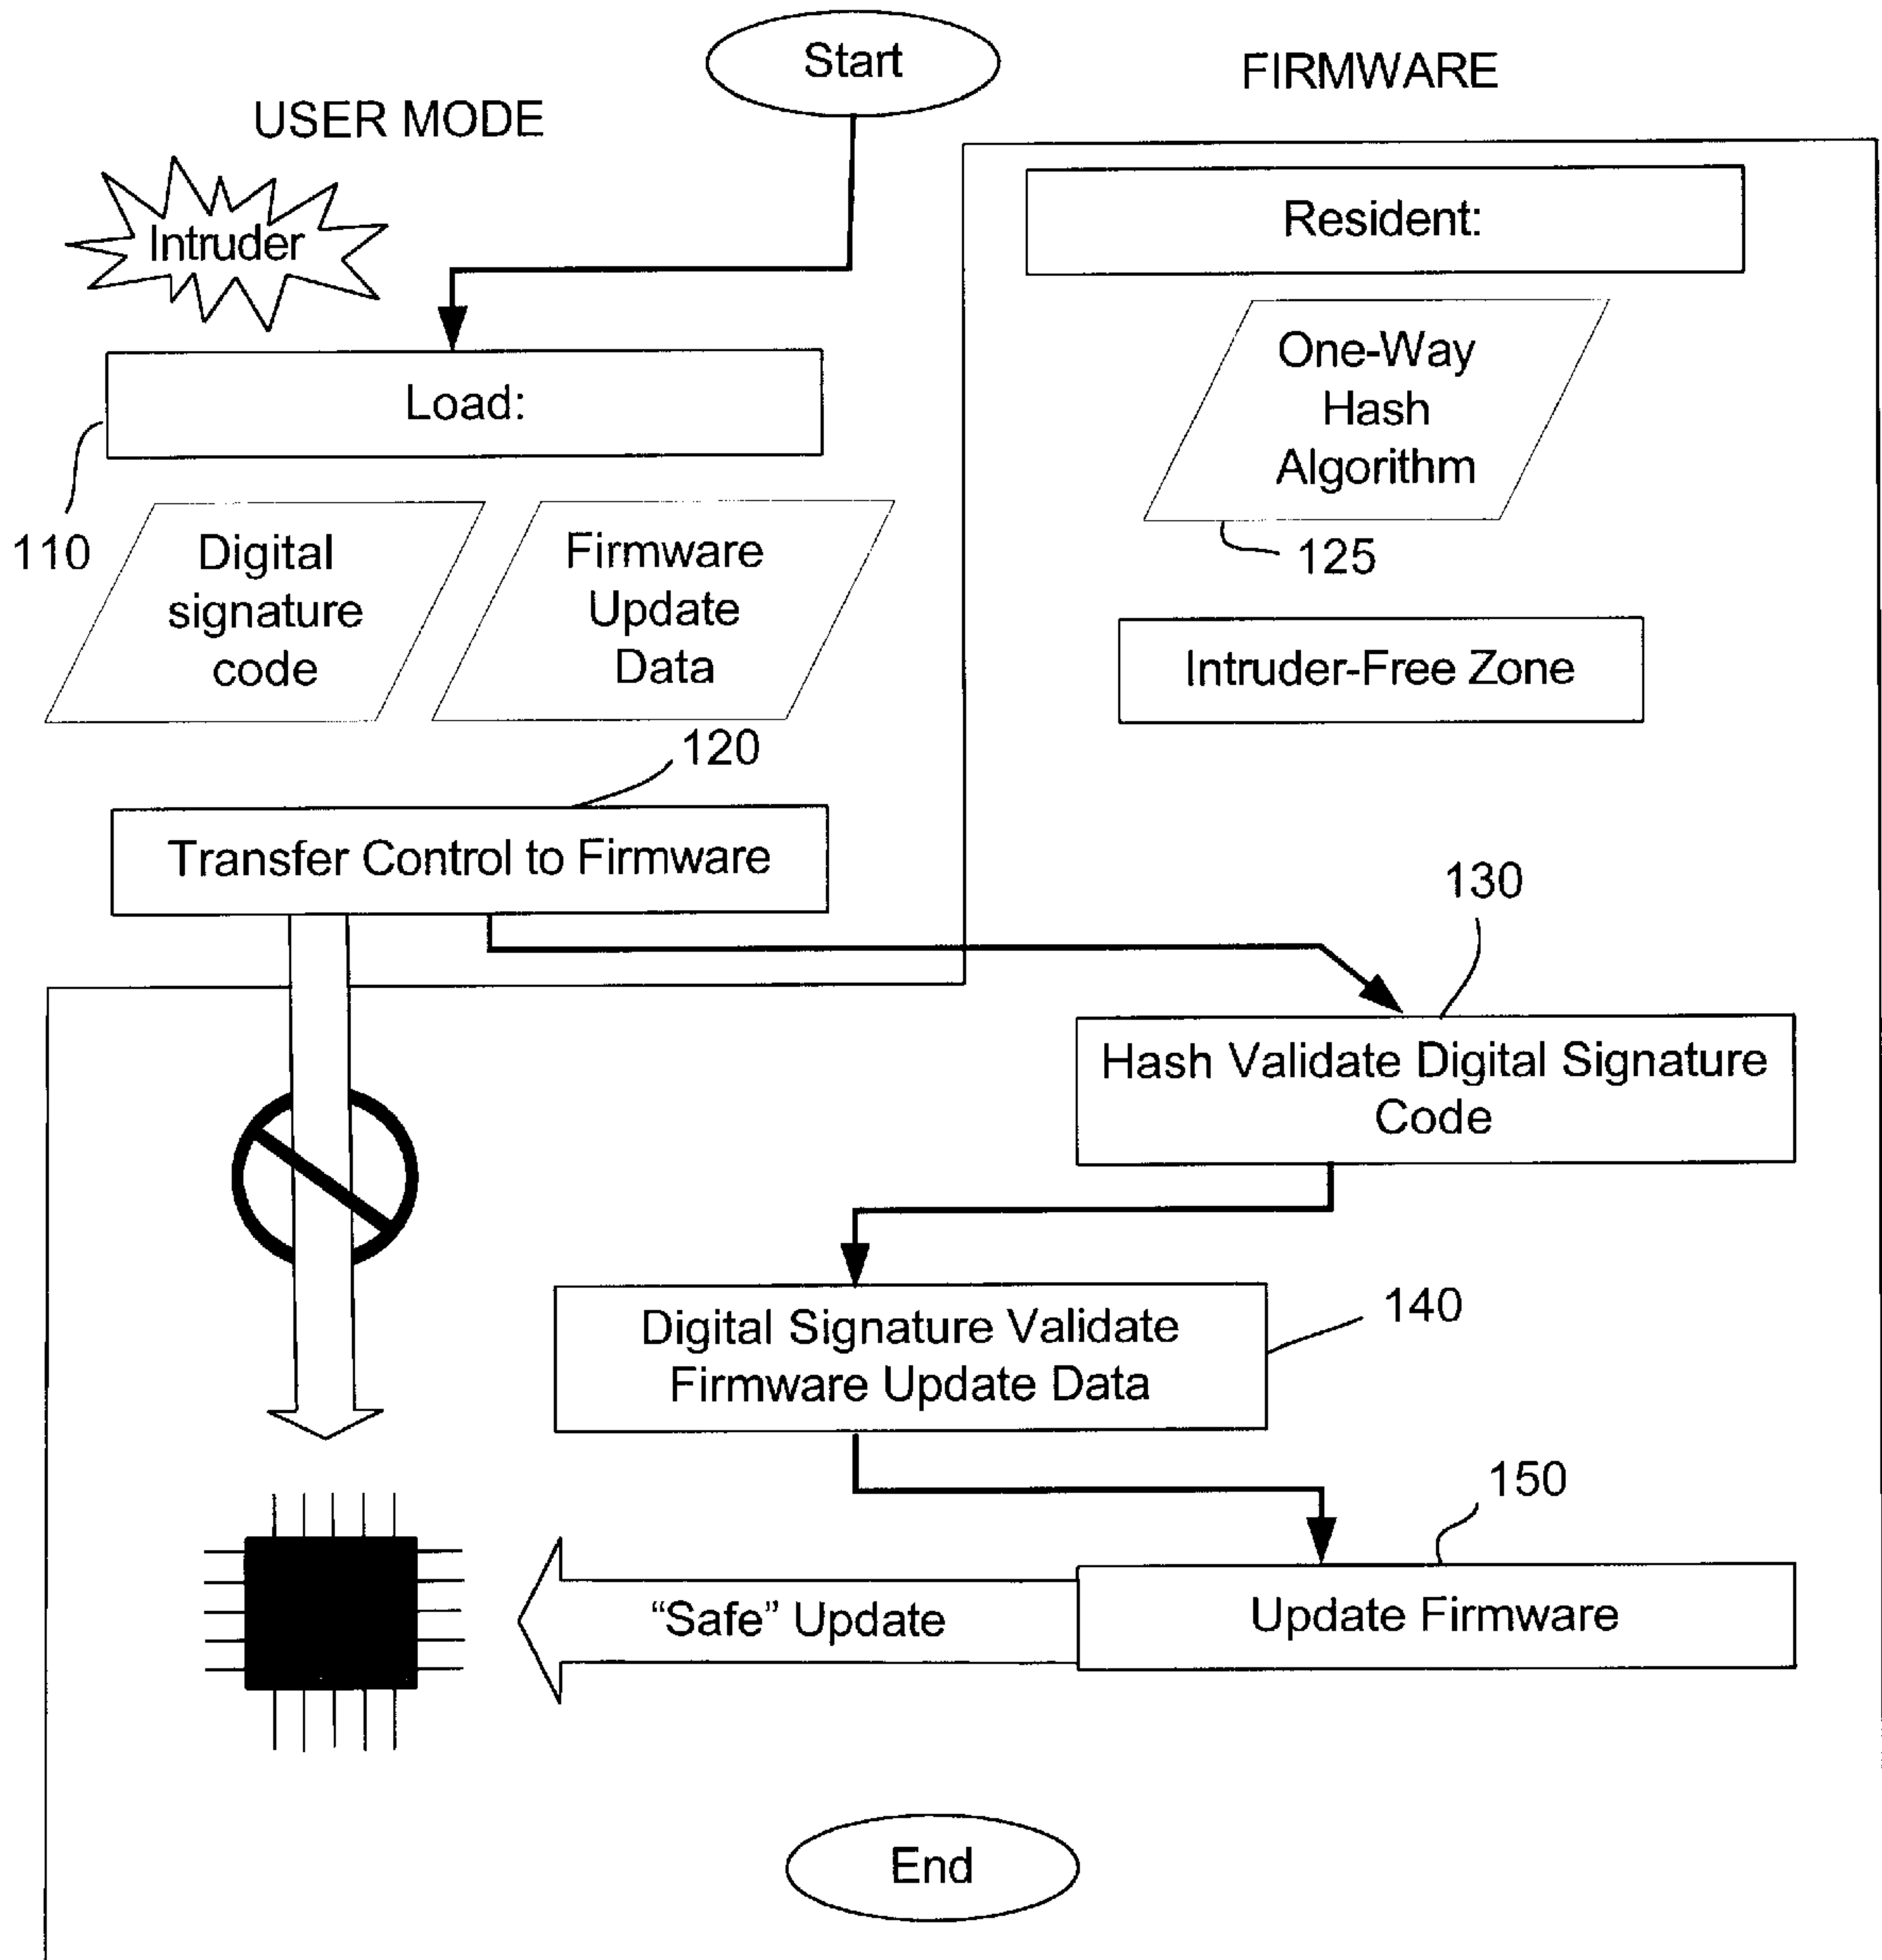 Start
FIRMWARE
USER MODE
Intruder
Resident:
Load:
110
One-Way
Hash
Algorithm
125
Digital
signature
code
Firmware
Update
Data
Intruder-Free Zone
120
Transfer Control to Firmware
130
Hash Validate Digital Signature
Code
140
Digital Signature Validate
Firmware Update Data
150
Update Firmware
“Safe” Update
End